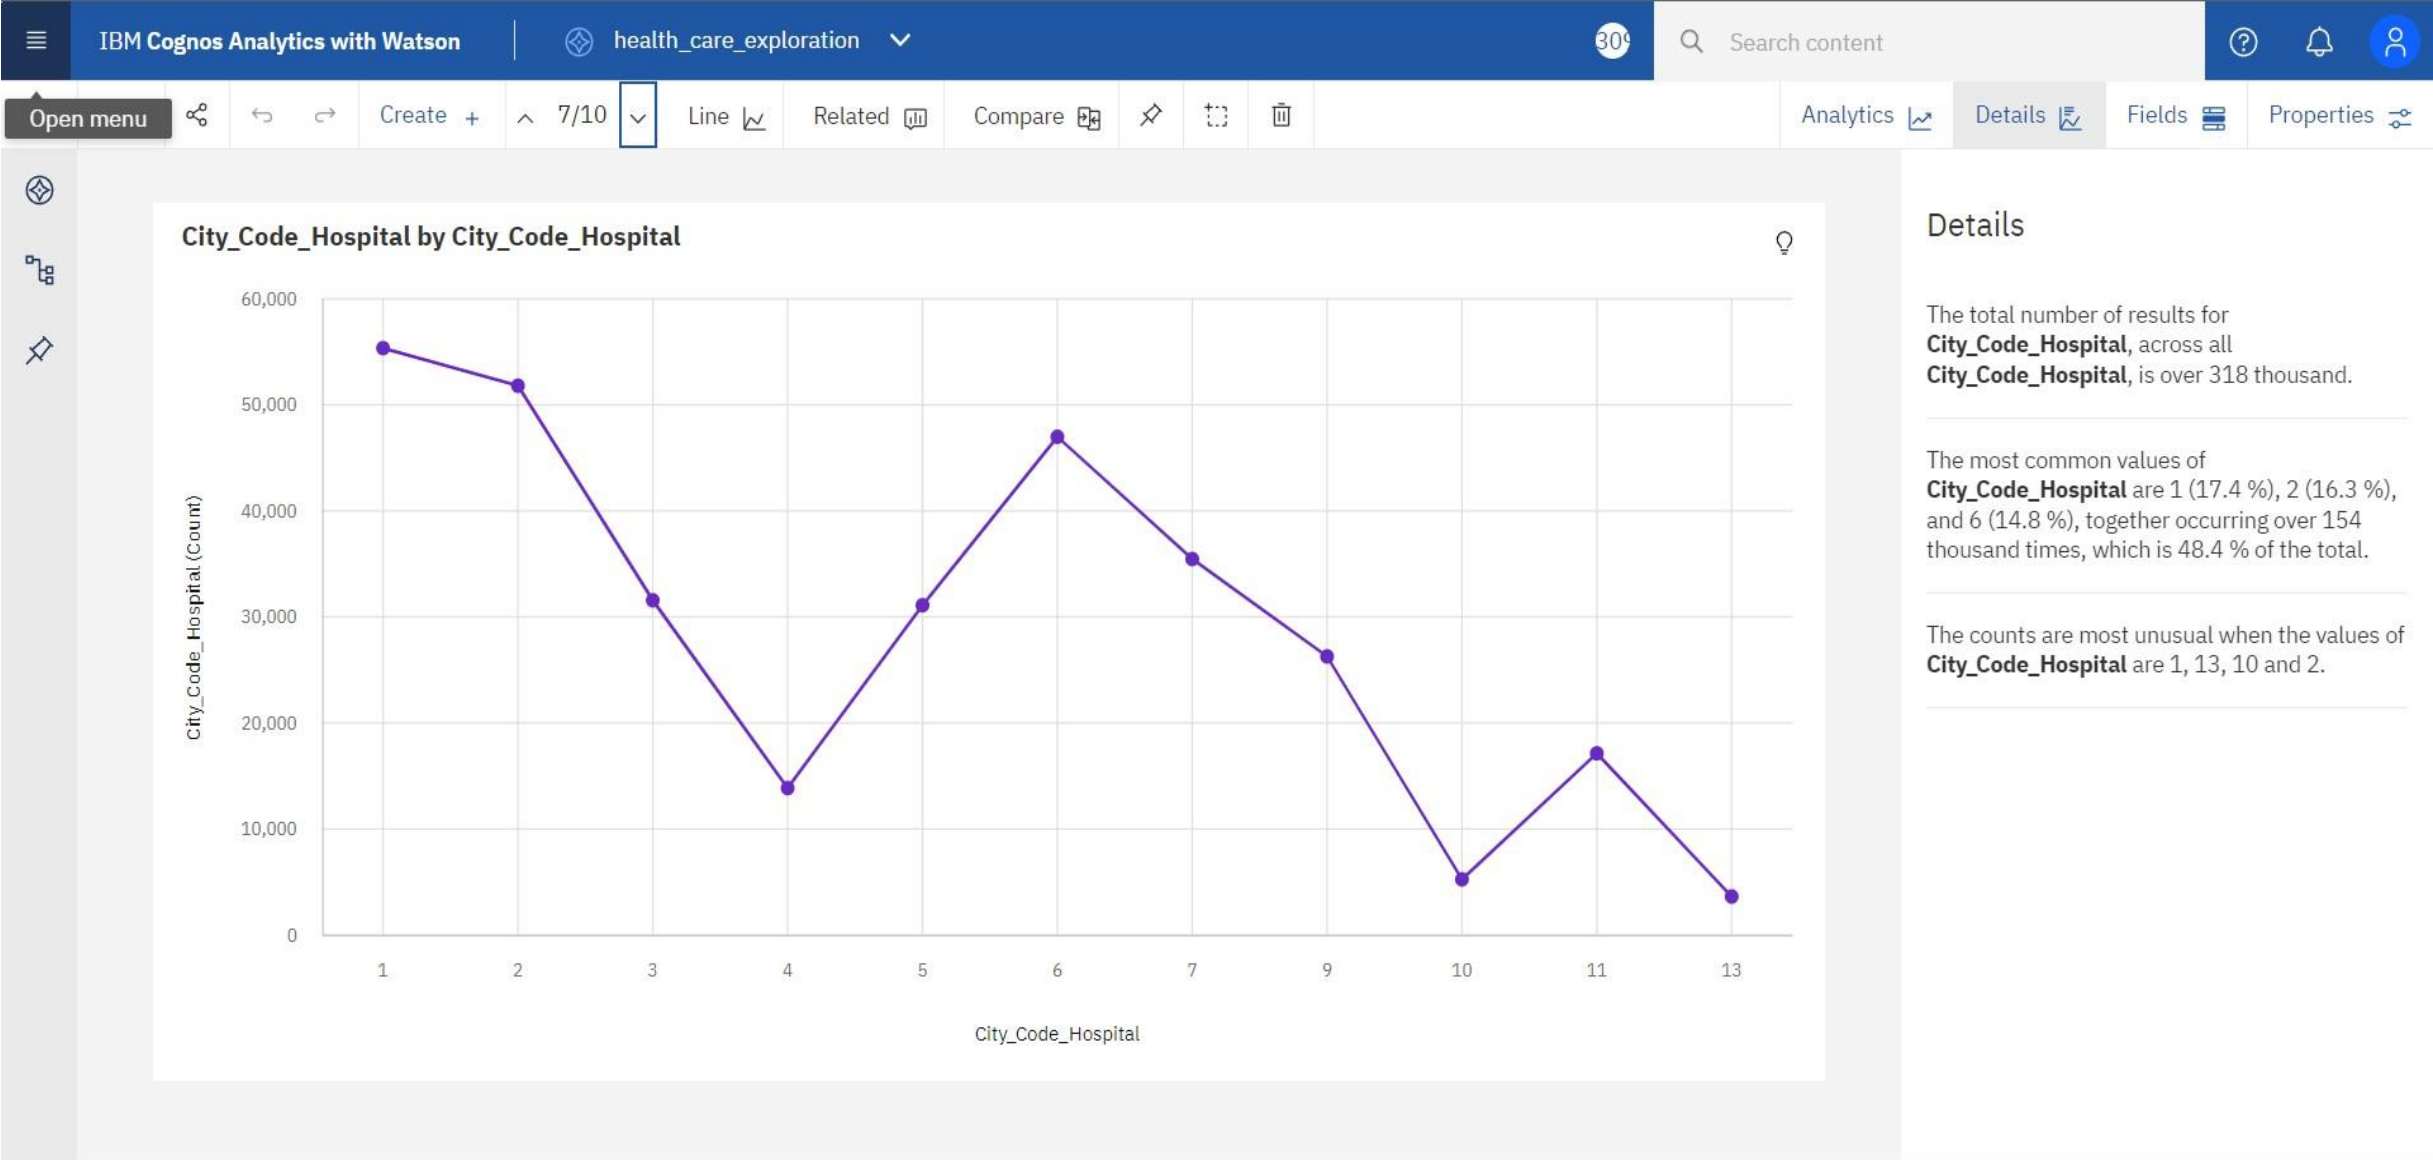 IBM Cognos Analytics with Watson
health_care_exploration
Search content
Open menu
Create +
7/10
Line
Related
Compare
Analytics
Details
Fields
Properties
City_Code_Hospital by City_Code_Hospital
60,000
50,000
40,000
30,000
20,000
10,000
0
City_Code_Hospital (Count)
1 2 3 4 5 6 7 9 10 11 13
City_Code_Hospital
Details
The total number of results for
City_Code_Hospital, across all
City_Code_Hospital, is over 318 thousand.
The most common values of
City_Code_Hospital are 1 (17.4 %), 2 (16.3 %),
and 6 (14.8 %), together occurring over 154
thousand times, which is 48.4 % of the total.
The counts are most unusual when the values of
City_Code_Hospital are 1, 13, 10 and 2.